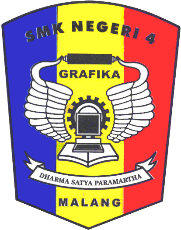 SMK NEGERI 4
GRAFIKA
DHARMA SATYA PARAMARTHA
MALANG